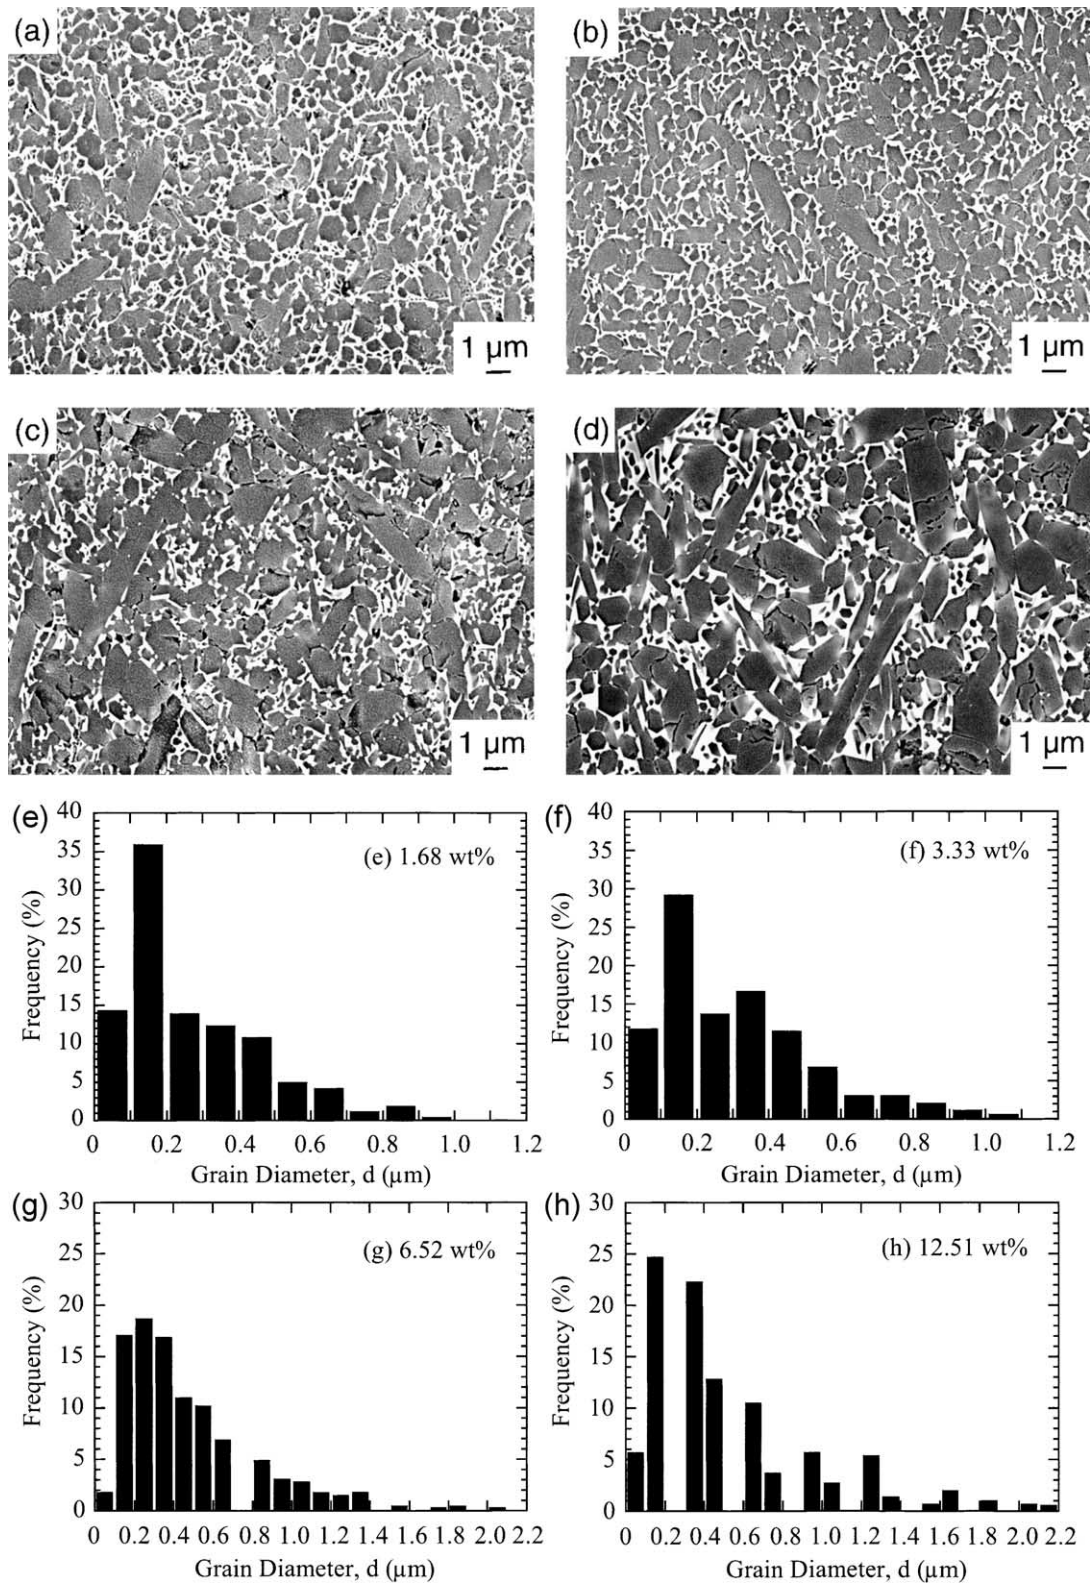 (a)
1 µm
(b)
1 µm
(c)
1 µm
(d)
1 µm
(e)
40
35
30
25
20
15
10
5
0
Frequency (%)
(e) 1.68 wt%
0 0.2 0.4 0.6 0.8 1.0 1.2
Grain Diameter, d (µm)
(f)
40
35
30
25
20
15
10
5
0
Frequency (%)
(f) 3.33 wt%
0 0.2 0.4 0.6 0.8 1.0 1.2
Grain Diameter, d (µm)
(g)
30
25
20
15
10
5
0
Frequency (%)
(g) 6.52 wt%
0 0.2 0.4 0.6 0.8 1.0 1.2 1.4 1.6 1.8 2.0 2.2
Grain Diameter, d (µm)
(h)
30
25
20
15
10
5
0
Frequency (%)
(h) 12.51 wt%
0 0.2 0.4 0.6 0.8 1.0 1.2 1.4 1.6 1.8 2.0 2.2
Grain Diameter, d (µm)